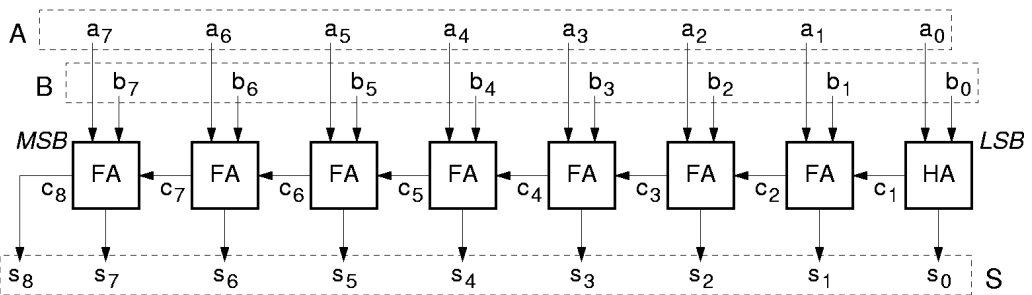 A a7 a6 a5 a4 a3 a2 a1 a0
B b7 b6 b5 b4 b3 b2 b1 b0
MSB LSB
FA FA FA FA FA FA FA HA
c8 c7 c6 c5 c4 c3 c2 c1
s8 s7 s6 s5 s4 s3 s2 s1 s0 S